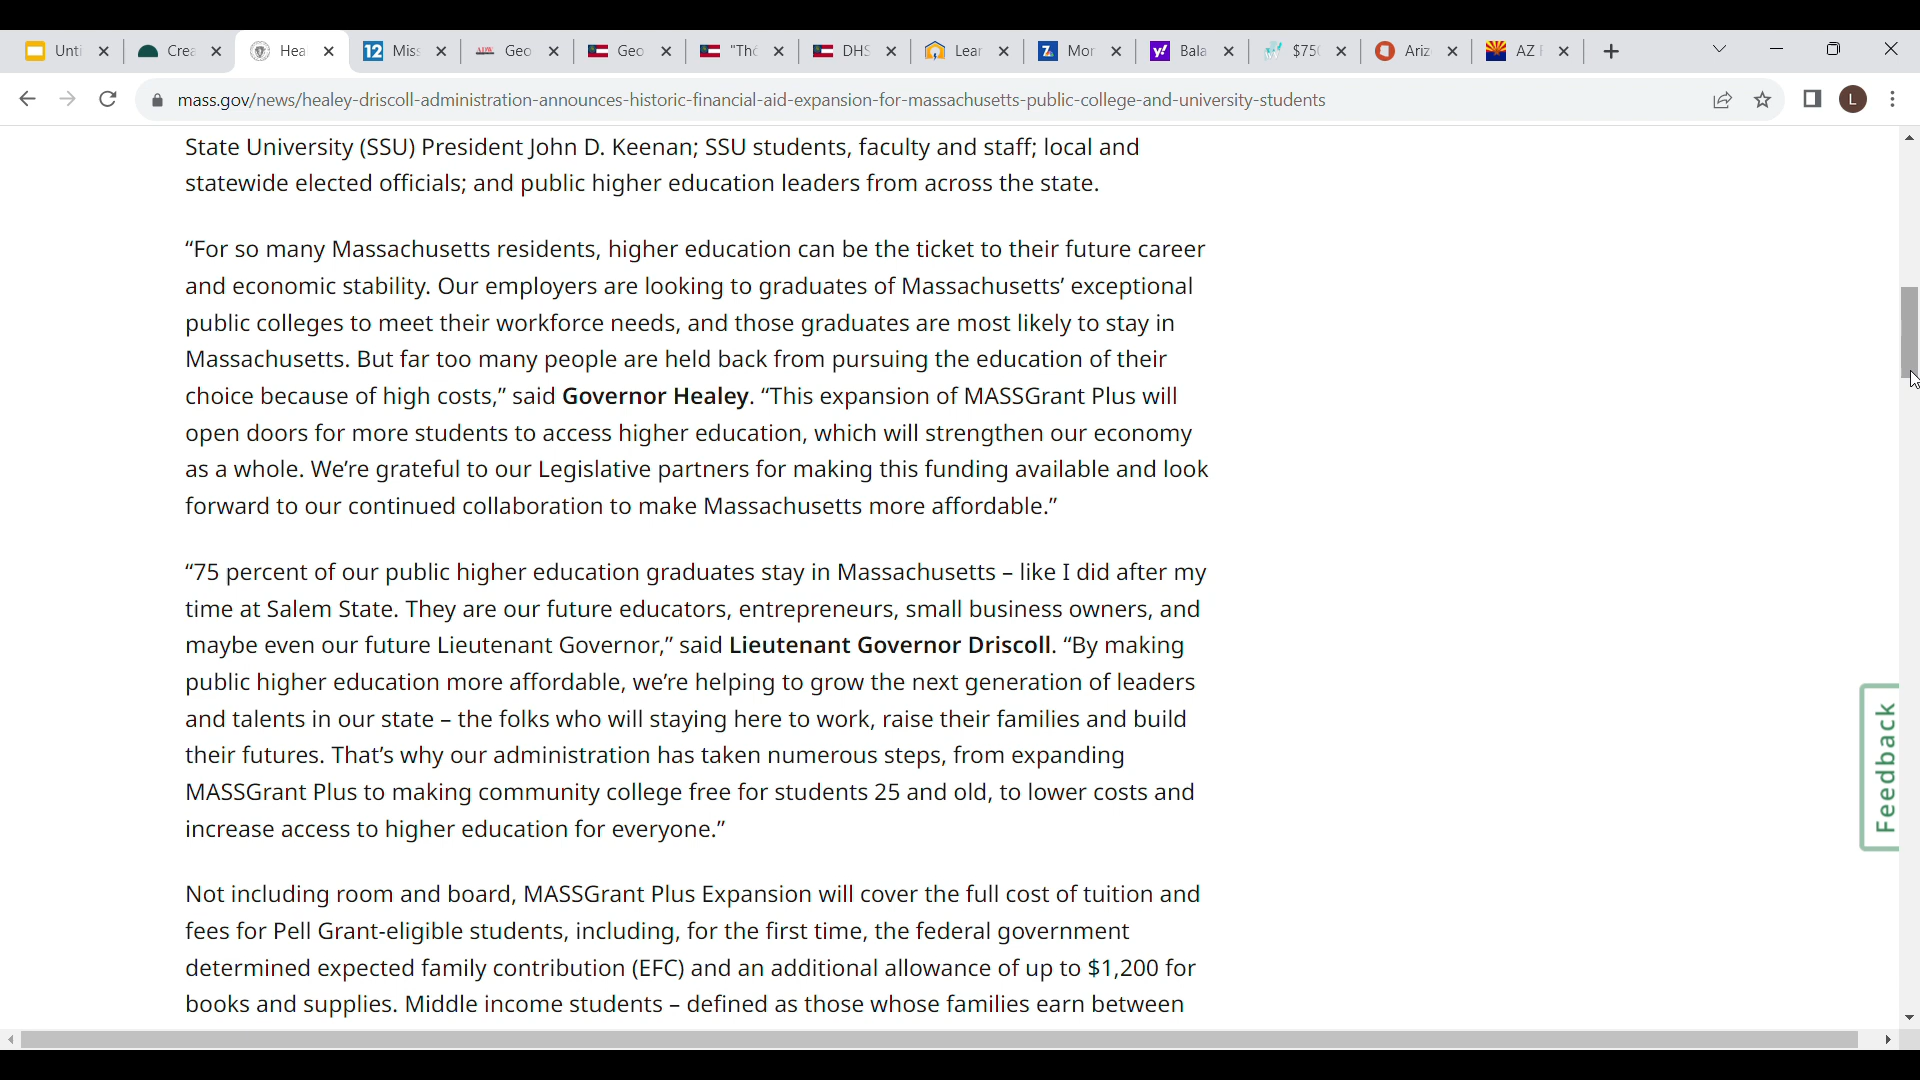 Unti
Crea
Hea
Miss
Geo
Geo
"The
DHS
Lear
Mor
Bala
$750
Ariz
AZ
mass.gov/news/healey-driscoll-administration-announces-historic-financial-aid-expansion-for-massachusetts-public-college-and-university-students
L
State University (SSU) President John D. Keenan; SSU students, faculty and staff; local and
statewide elected officials; and public higher education leaders from across the state.
“For so many Massachusetts residents, higher education can be the ticket to their future career
and economic stability. Our employers are looking to graduates of Massachusetts’ exceptional
public colleges to meet their workforce needs, and those graduates are most likely to stay in
Massachusetts. But far too many people are held back from pursuing the education of their
choice because of high costs,” said Governor Healey. “This expansion of MASSGrant Plus will
open doors for more students to access higher education, which will strengthen our economy
as a whole. We’re grateful to our Legislative partners for making this funding available and look
forward to our continued collaboration to make Massachusetts more affordable.”
“75 percent of our public higher education graduates stay in Massachusetts – like I did after my
time at Salem State. They are our future educators, entrepreneurs, small business owners, and
maybe even our future Lieutenant Governor,” said Lieutenant Governor Driscoll. “By making
public higher education more affordable, we’re helping to grow the next generation of leaders
and talents in our state – the folks who will staying here to work, raise their families and build
their futures. That’s why our administration has taken numerous steps, from expanding
MASSGrant Plus to making community college free for students 25 and old, to lower costs and
increase access to higher education for everyone.”
Not including room and board, MASSGrant Plus Expansion will cover the full cost of tuition and
fees for Pell Grant-eligible students, including, for the first time, the federal government
determined expected family contribution (EFC) and an additional allowance of up to $1,200 for
books and supplies. Middle income students – defined as those whose families earn between
Feedback